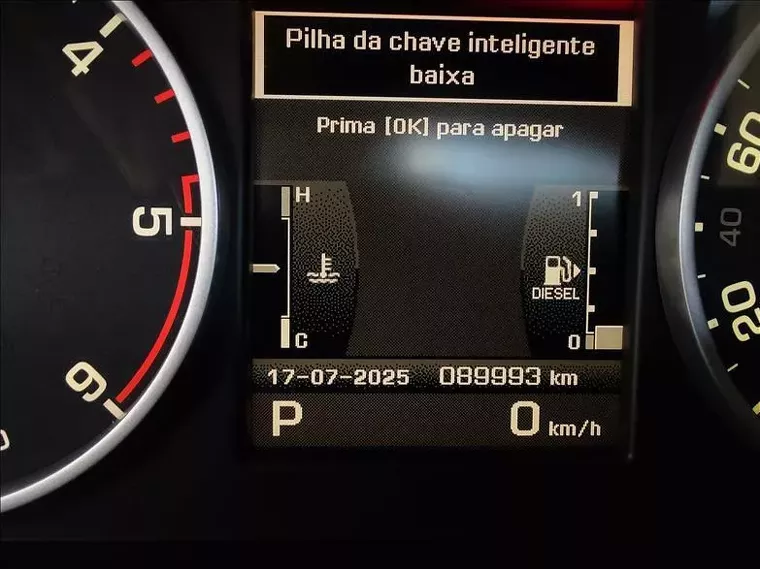 Pilha da chave inteligente
baixa
Prima [OK] para apagar
H
1
DIESEL
C
0
17-07-2025 089993 km
P 0 km/h
4
5
6
60
40
20